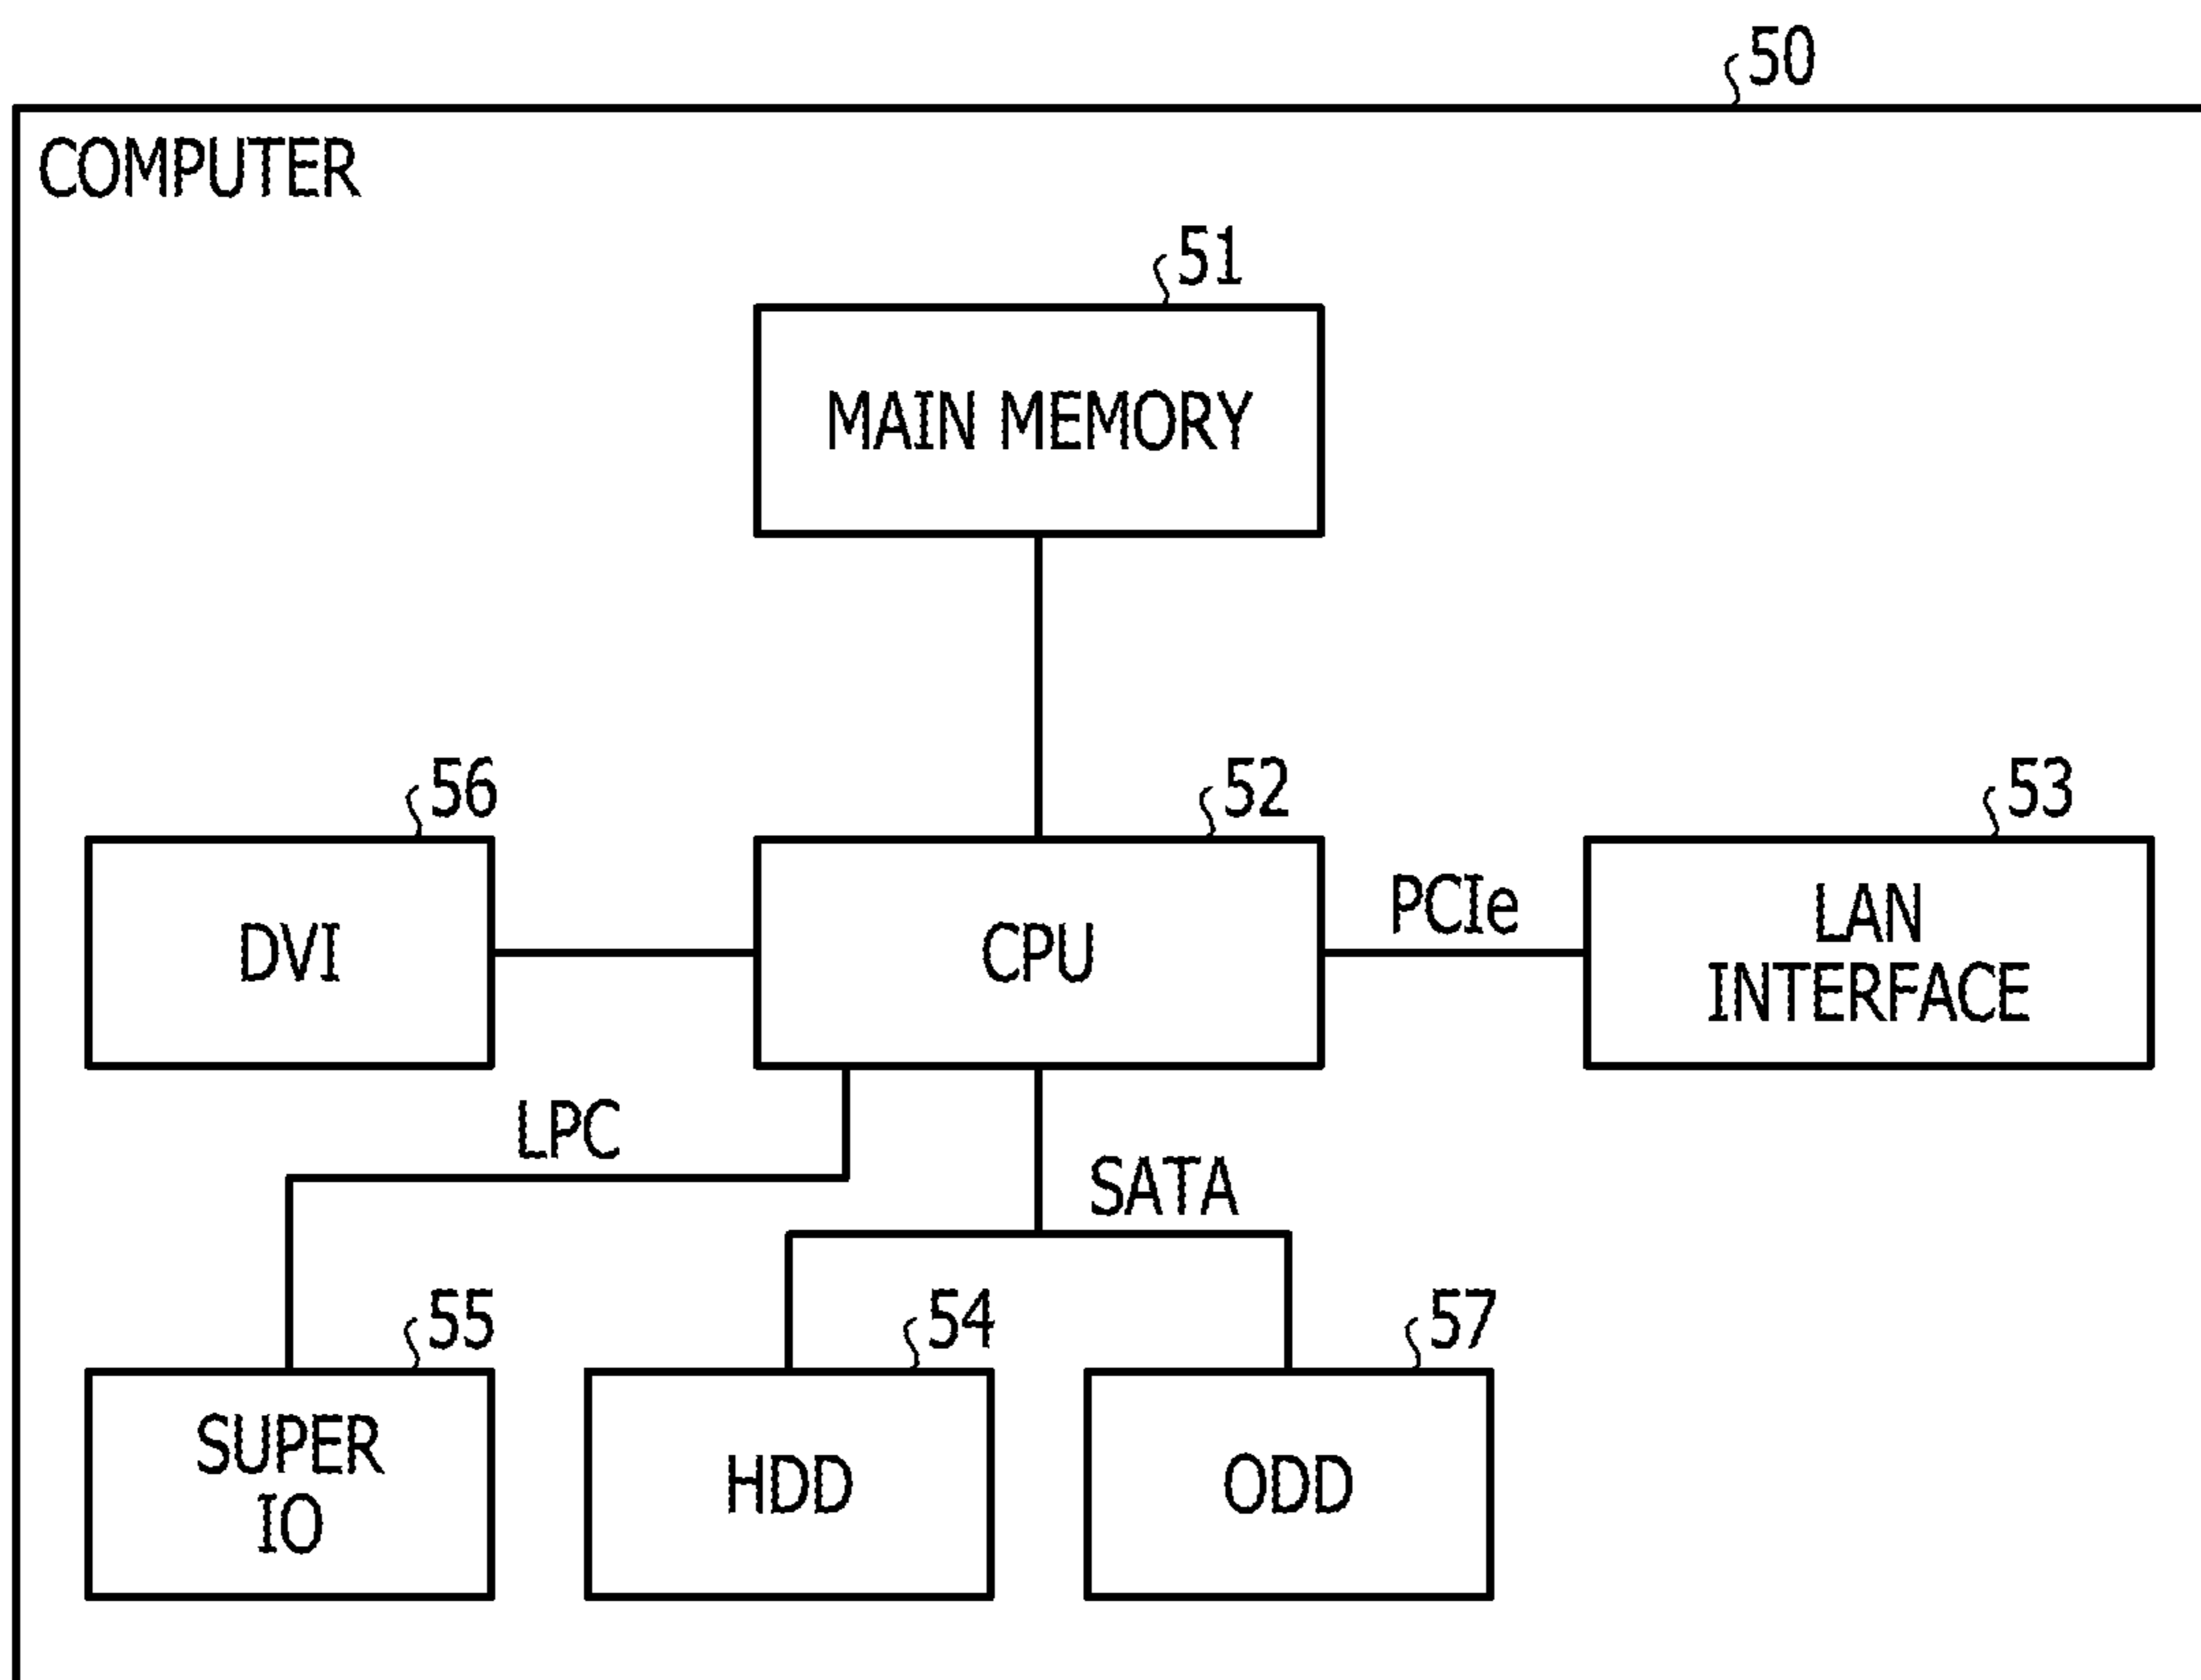 50
COMPUTER
51
MAIN MEMORY
56
52
53
DVI
CPU
PCIe
LAN
INTERFACE
LPC
SATA
55
54
57
SUPER
IO
HDD
ODD